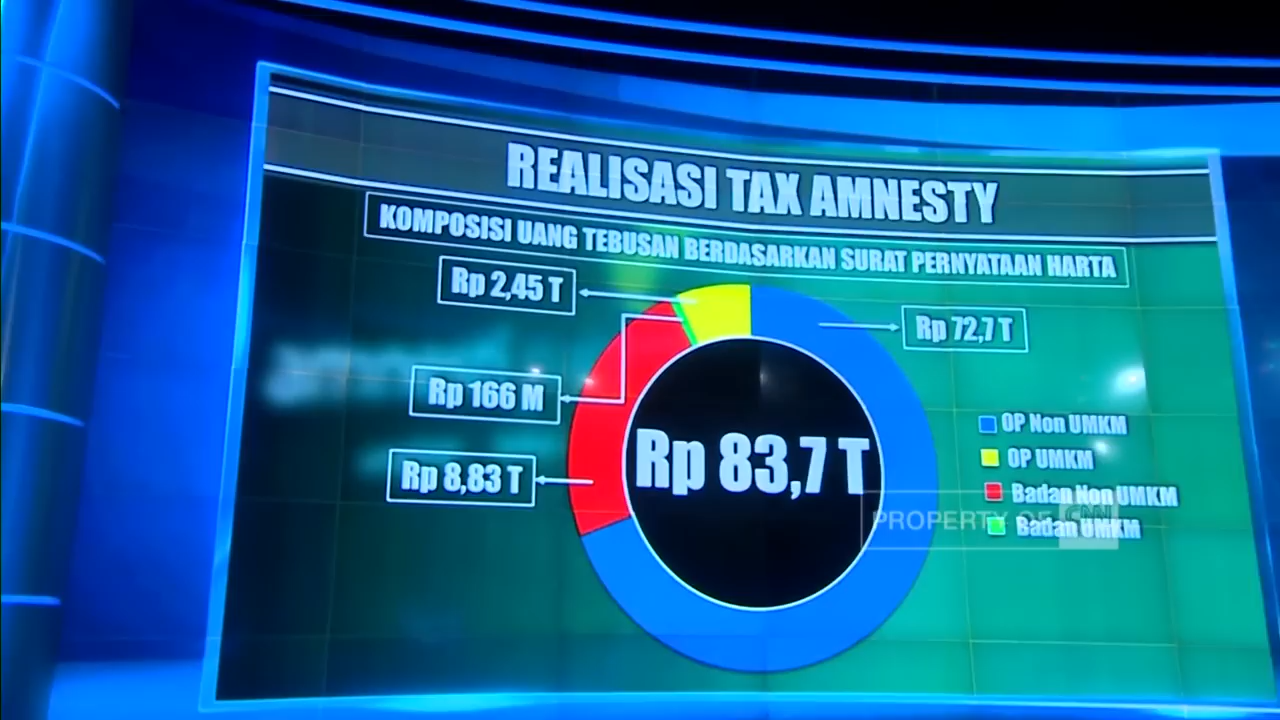 REALISASI TAX AMNESTY
KOMPOSISI UANG TEBUSAN BERDASARKAN SURAT PERNYATAAN HARTA
Rp 2,45 T
Rp 72,7 T
Rp 166 M
Rp 8,83 T
Rp 83,7 T
OP Non UMKM
OP UMKM
Badan Non UMKM
Badan UMKM
PROPERTY OF CNN